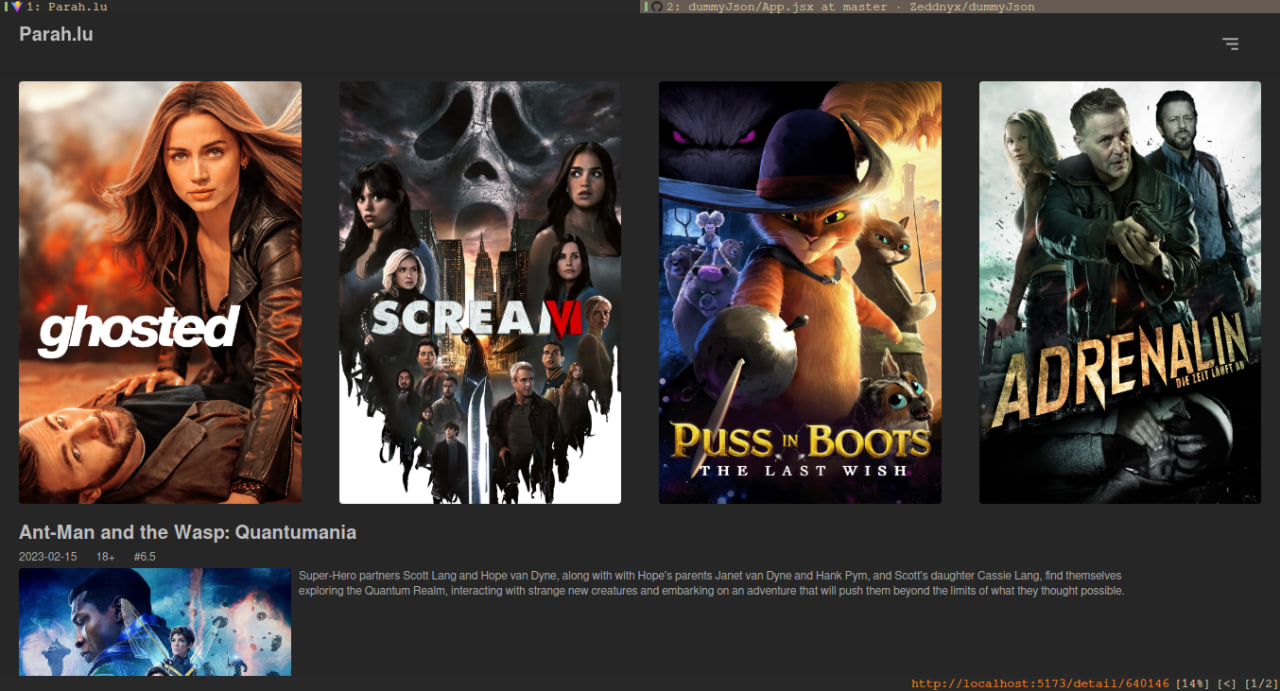 1: Parah.lu
2: dummyJson/App.jsx at master · Zeddnyx/dummyJson
Parah.lu
ghosted
SCREAM VI
PUSS IN BOOTS
THE LAST WISH
ADRENALIN
DIE ZEIT LÄUFT AB
Ant-Man and the Wasp: Quantumania
2023-02-15 18+ #6.5
Super-Hero partners Scott Lang and Hope van Dyne, along with with Hope's parents Janet van Dyne and Hank Pym, and Scott's daughter Cassie Lang, find themselves
exploring the Quantum Realm, interacting with strange new creatures and embarking on an adventure that will push them beyond the limits of what they thought possible.
http://localhost:5173/detail/640146 [14%] [<] [1/2]